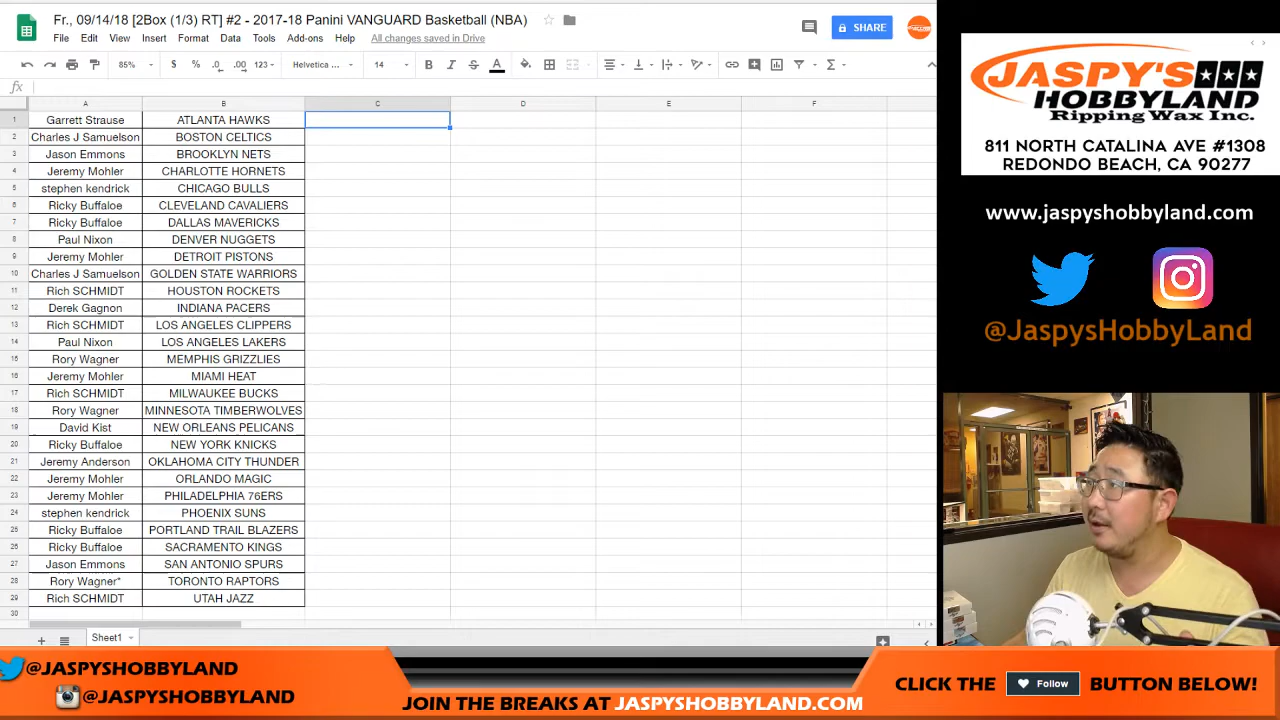 Fr., 09/14/18 [2Box (1/3) RT] #2 - 2017-18 Panini VANGUARD Basketball (NBA)
File Edit View Insert Format Data Tools Add-ons Help All changes saved in Drive
SHARE
85% $ % .0 .00 123 Helvetica ... 14 B I S A
fx
A B C D E F
1 Garrett Strause ATLANTA HAWKS
2 Charles J Samuelson BOSTON CELTICS
3 Jason Emmons BROOKLYN NETS
4 Jeremy Mohler CHARLOTTE HORNETS
5 stephen kendrick CHICAGO BULLS
6 Ricky Buffaloe CLEVELAND CAVALIERS
7 Ricky Buffaloe DALLAS MAVERICKS
8 Paul Nixon DENVER NUGGETS
9 Jeremy Mohler DETROIT PISTONS
10 Charles J Samuelson GOLDEN STATE WARRIORS
11 Rich SCHMIDT HOUSTON ROCKETS
12 Derek Gagnon INDIANA PACERS
13 Rich SCHMIDT LOS ANGELES CLIPPERS
14 Paul Nixon LOS ANGELES LAKERS
15 Rory Wagner MEMPHIS GRIZZLIES
16 Jeremy Mohler MIAMI HEAT
17 Rich SCHMIDT MILWAUKEE BUCKS
18 Rory Wagner MINNESOTA TIMBERWOLVES
19 David Kist NEW ORLEANS PELICANS
20 Ricky Buffaloe NEW YORK KNICKS
21 Jeremy Anderson OKLAHOMA CITY THUNDER
22 Jeremy Mohler ORLANDO MAGIC
23 Jeremy Mohler PHILADELPHIA 76ERS
24 stephen kendrick PHOENIX SUNS
25 Ricky Buffaloe PORTLAND TRAIL BLAZERS
26 Ricky Buffaloe SACRAMENTO KINGS
27 Jason Emmons SAN ANTONIO SPURS
28 Rory Wagner* TORONTO RAPTORS
29 Rich SCHMIDT UTAH JAZZ
30
Sheet1
JASPY'S
HOBBYLAND
Ripping Wax Inc.
811 NORTH CATALINA AVE #1308
REDONDO BEACH, CA 90277
www.jaspyshobbyland.com
@JaspysHobbyLand
@JASPYSHOBBYLAND
@JASPYSHOBBYLAND
JOIN THE BREAKS AT JASPYSHOBBYLAND.COM
CLICK THE Follow BUTTON BELOW!